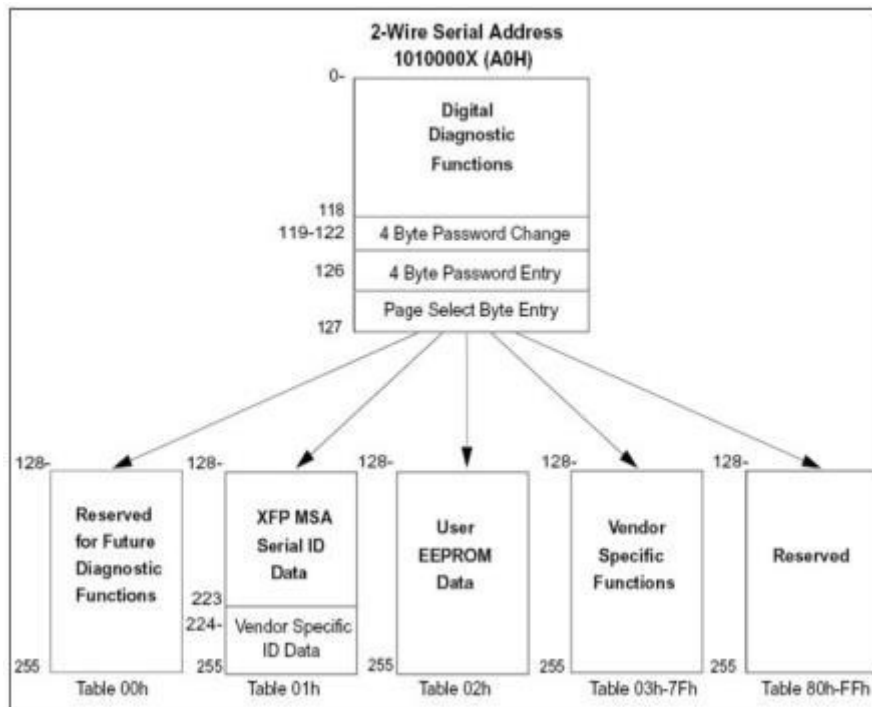 2-Wire Serial Address
1010000X (A0H)
0-
Digital
Diagnostic
Functions
118
119-122
4 Byte Password Change
126
4 Byte Password Entry
Page Select Byte Entry
127
128-
Reserved
for Future
Diagnostic
Functions
255
Table 00h
128-
XFP MSA
Serial ID
Data
223
224-
Vendor Specific
ID Data
255
Table 01h
128-
User
EEPROM
Data
255
Table 02h
128-
Vendor
Specific
Functions
255
Table 03h-7Fh
128-
Reserved
255
Table 80h-FFh